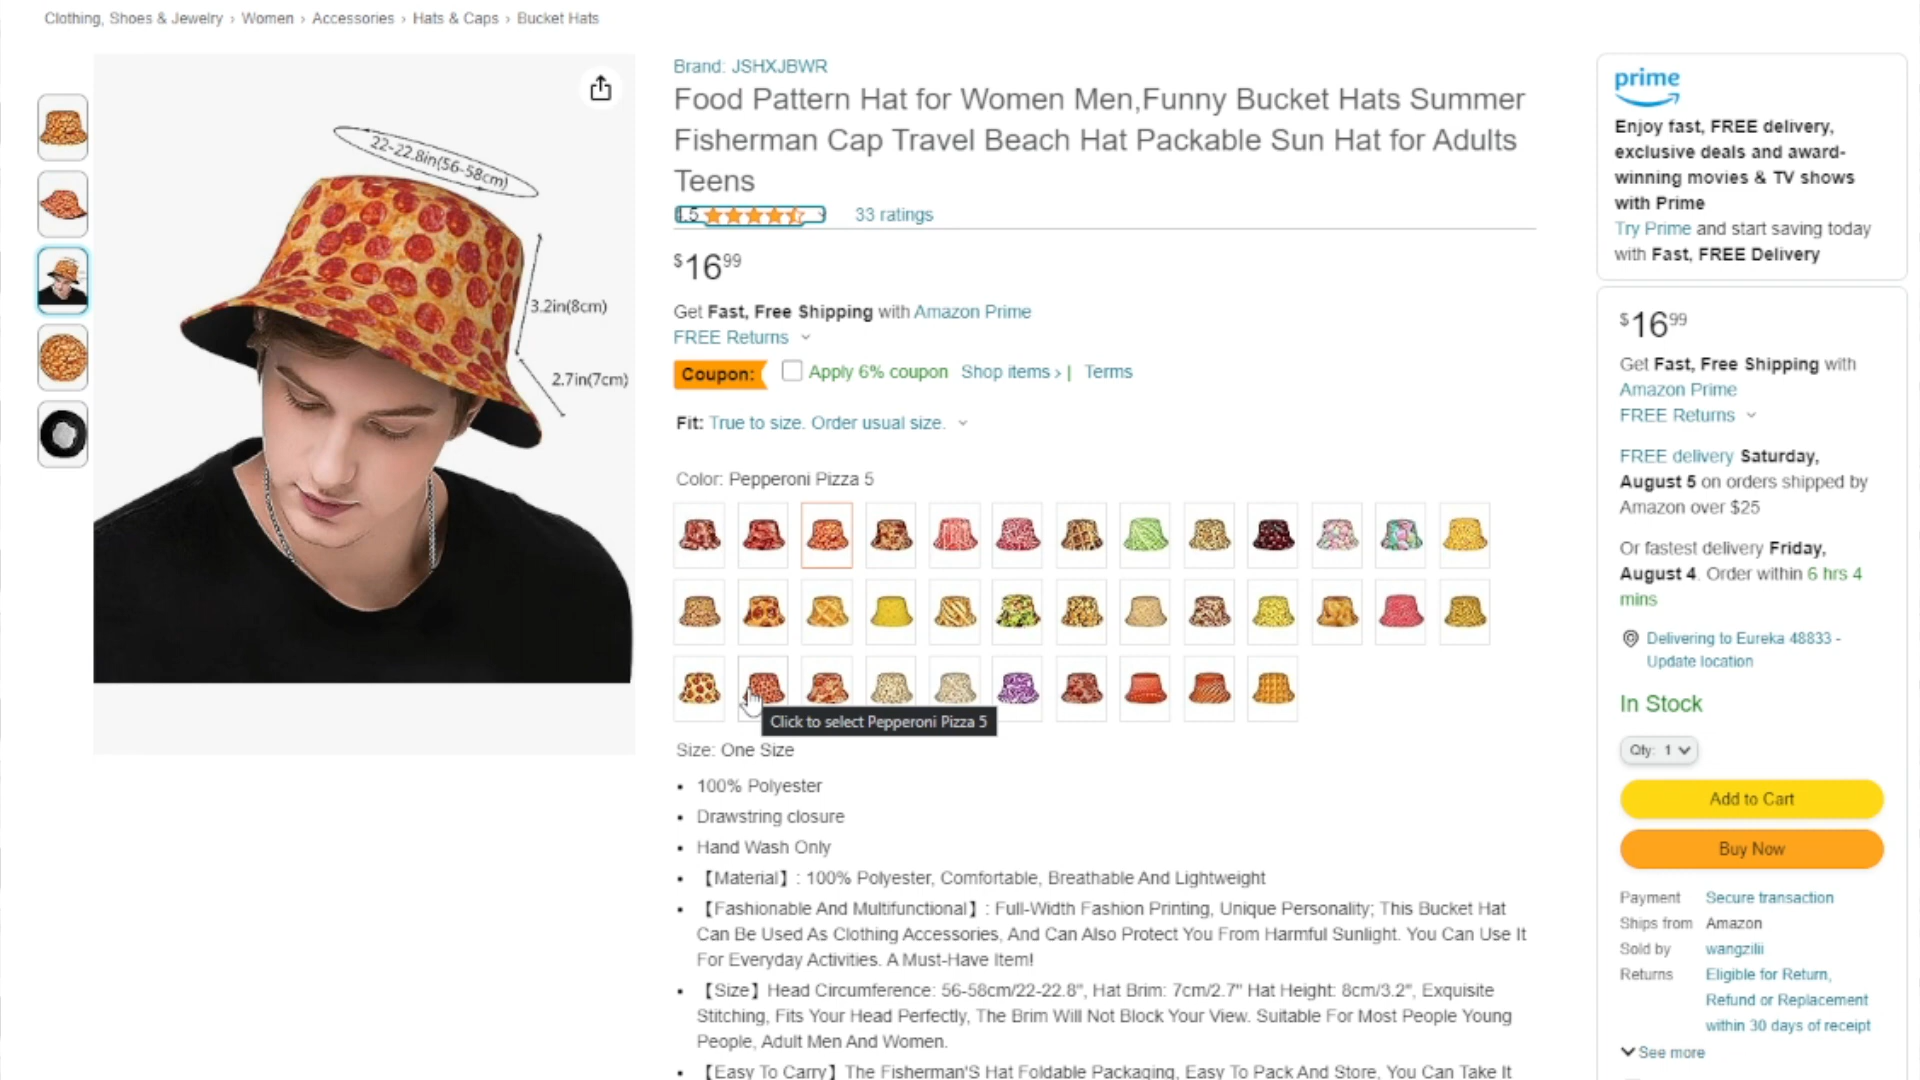 Clothing, Shoes & Jewelry › Women › Accessories › Hats & Caps › Bucket Hats
22-22.8in(56-58cm)
3.2in(8cm)
2.7in(7cm)
Brand: JSHXJBWR
Food Pattern Hat for Women Men,Funny Bucket Hats Summer
Fisherman Cap Travel Beach Hat Packable Sun Hat for Adults
Teens
33 ratings
$16 99
Get Fast, Free Shipping with Amazon Prime
FREE Returns
Coupon: Apply 6% coupon Shop items › | Terms
Fit: True to size. Order usual size.
Color: Pepperoni Pizza 5
Click to select Pepperoni Pizza 5
Size: One Size
• 100% Polyester
• Drawstring closure
• Hand Wash Only
• 【Material】: 100% Polyester, Comfortable, Breathable And Lightweight
• 【Fashionable And Multifunctional】: Full-Width Fashion Printing, Unique Personality; This Bucket Hat
Can Be Used As Clothing Accessories, And Can Also Protect You From Harmful Sunlight. You Can Use It
For Everyday Activities. A Must-Have Item!
• 【Size】Head Circumference: 56-58cm/22-22.8", Hat Brim: 7cm/2.7" Hat Height: 8cm/3.2", Exquisite
Stitching, Fits Your Head Perfectly, The Brim Will Not Block Your View. Suitable For Most People Young
People, Adult Men And Women.
• 【Easy To Carry】The Fisherman'S Hat Foldable Packaging, Easy To Pack And Store, You Can Take It
prime
Enjoy fast, FREE delivery,
exclusive deals and award-
winning movies & TV shows
with Prime
Try Prime and start saving today
with Fast, FREE Delivery
$16 99
Get Fast, Free Shipping with
Amazon Prime
FREE Returns
FREE delivery Saturday,
August 5 on orders shipped by
Amazon over $25
Or fastest delivery Friday,
August 4. Order within 6 hrs 4
mins
Delivering to Eureka 48833 -
Update location
In Stock
Qty: 1
Add to Cart
Buy Now
Payment Secure transaction
Ships from Amazon
Sold by wangzilii
Returns Eligible for Return,
Refund or Replacement
within 30 days of receipt
See more